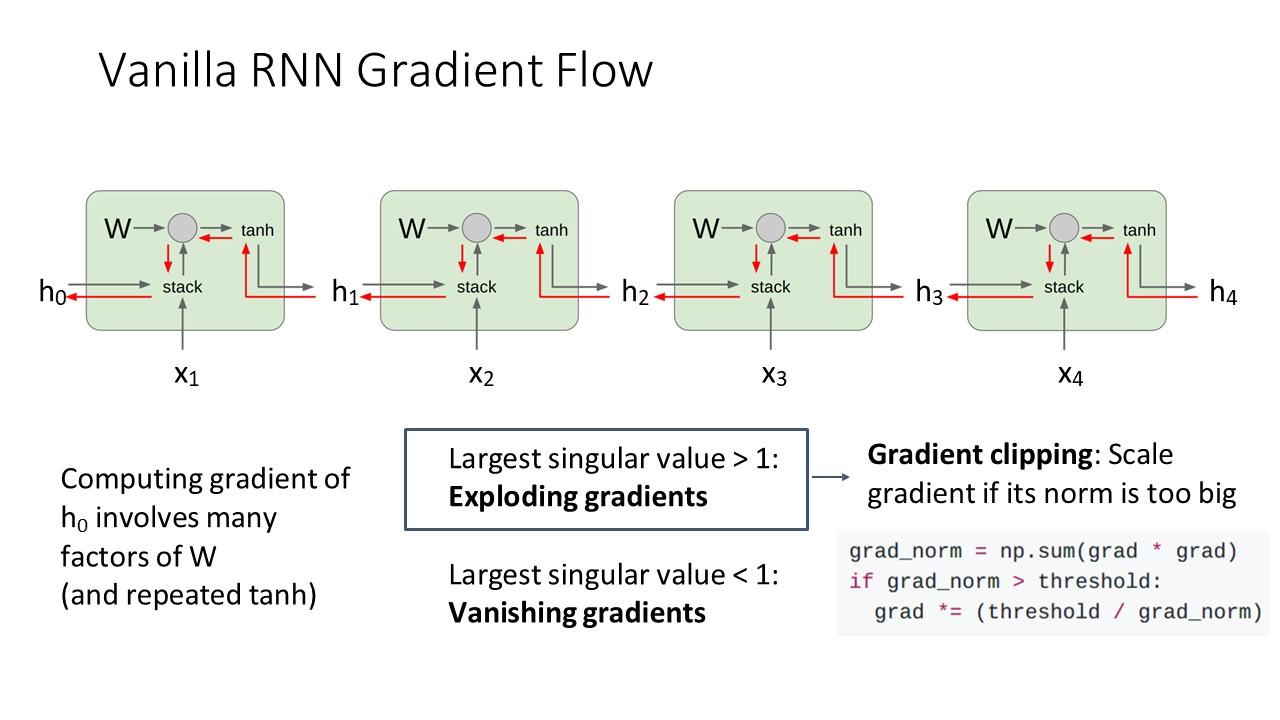 Vanilla RNN Gradient Flow
W
tanh
h₀
stack
x₁
W
tanh
h₁
stack
x₂
W
tanh
h₂
stack
x₃
W
tanh
h₃
stack
h₄
x₄
Computing gradient of
h₀ involves many
factors of W
(and repeated tanh)
Largest singular value > 1:
Exploding gradients
Largest singular value < 1:
Vanishing gradients
Gradient clipping: Scale
gradient if its norm is too big
grad_norm = np.sum(grad * grad)
if grad_norm > threshold:
  grad *= (threshold / grad_norm)